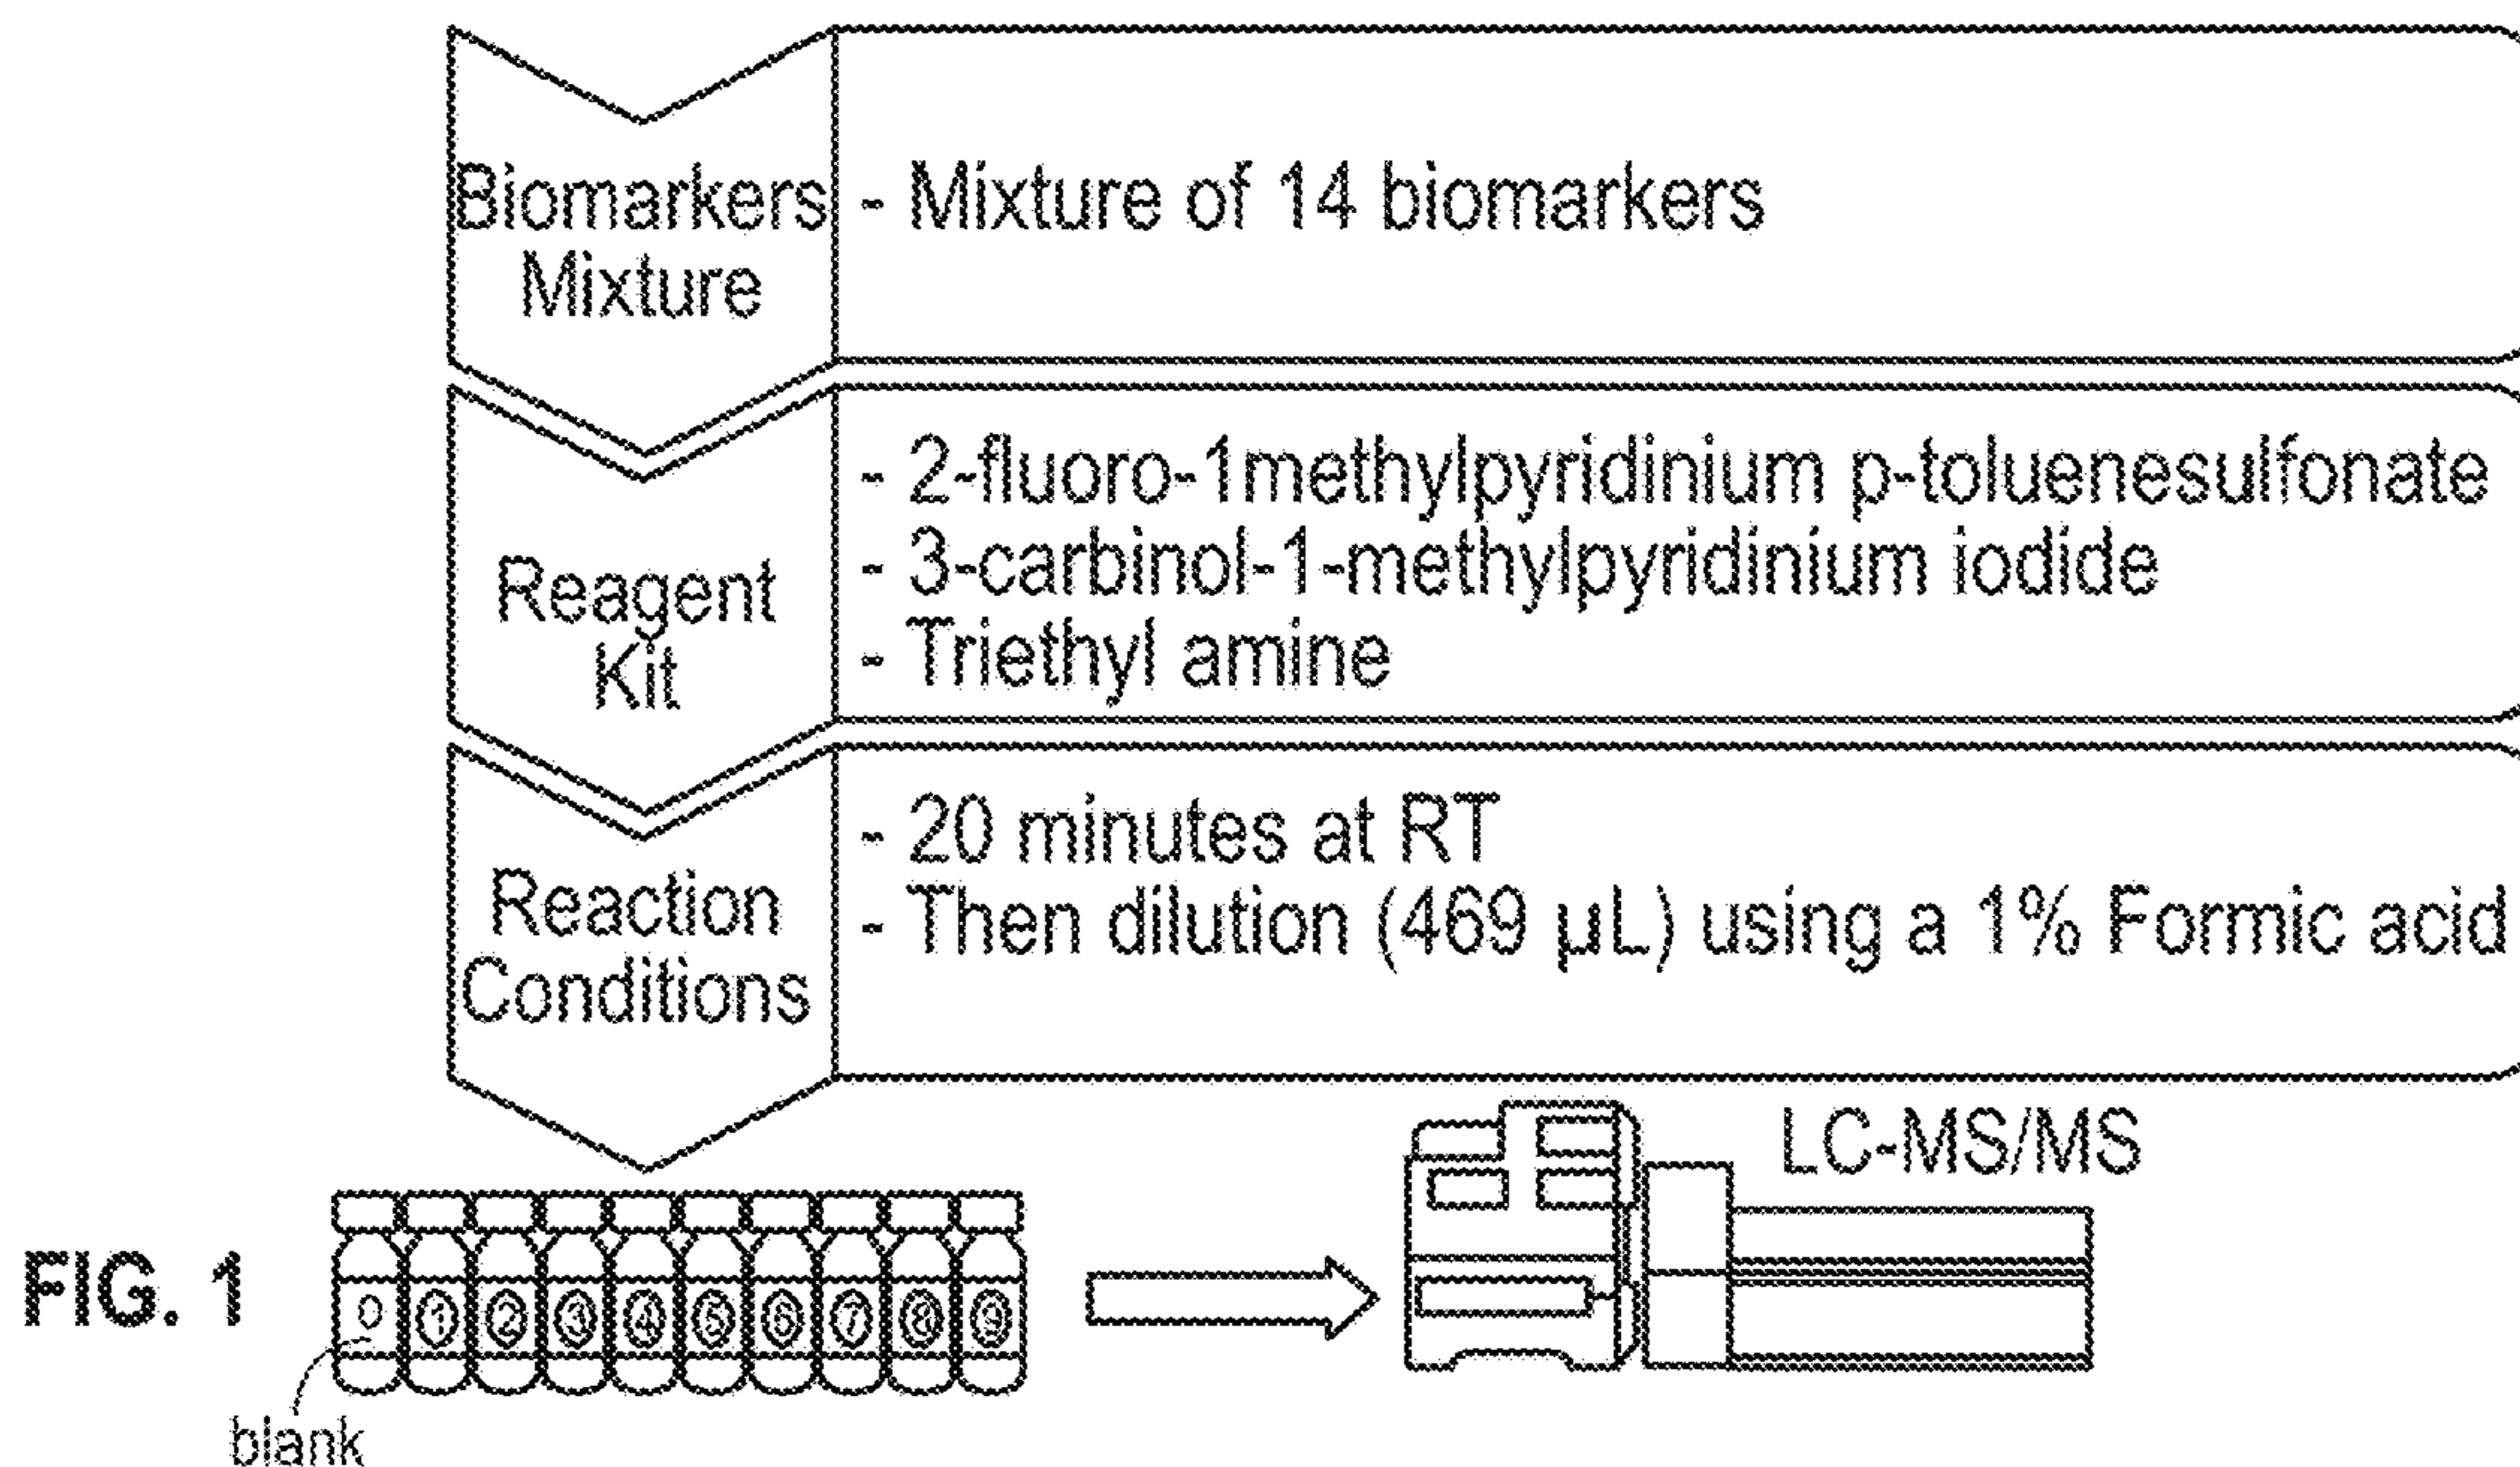 Biomarkers
Mixture
- Mixture of 14 biomarkers
Reagent
Kit
- 2-fluoro-1methylpyridinium p-toluenesulfonate
- 3-carbinol-1-methylpyridinium iodide
- Triethyl amine
Reaction
Conditions
- 20 minutes at RT
- Then dilution (469 µL) using a 1% Formic acid
LC-MS/MS
FIG. 1
0 1 2 3 4 5 6 7 8 9
blank